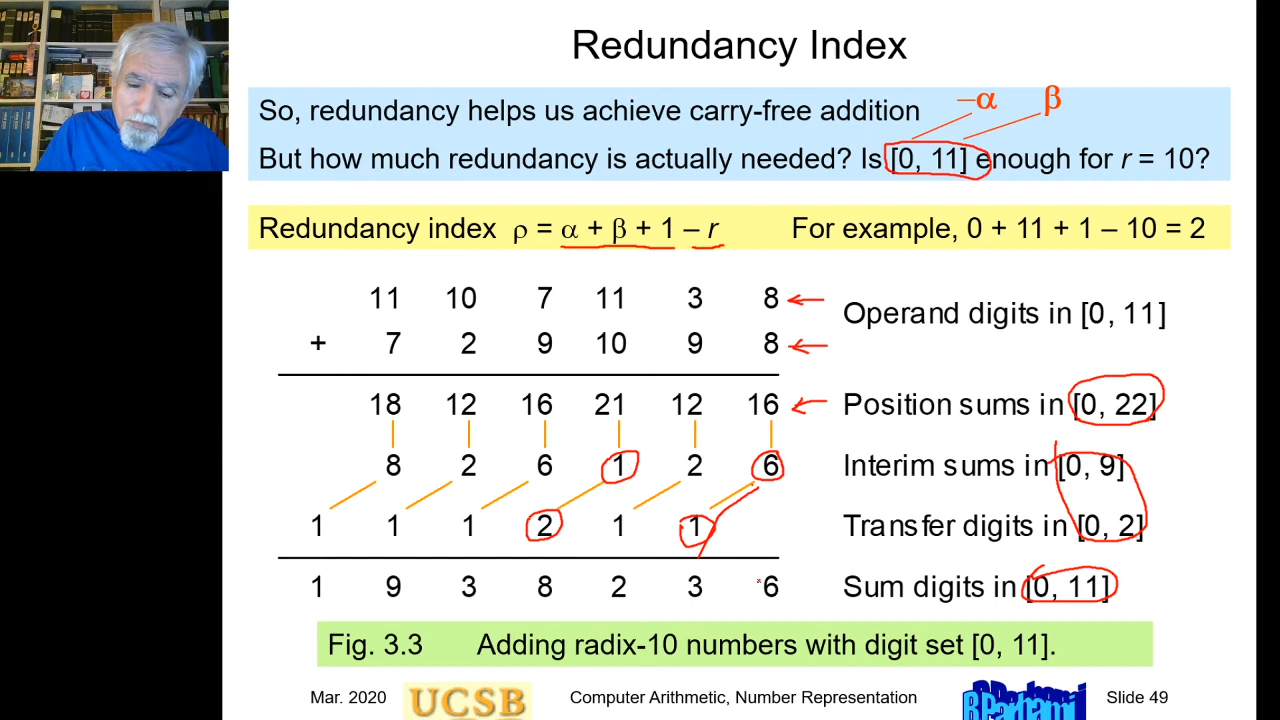 Redundancy Index
So, redundancy helps us achieve carry-free addition
–α β
But how much redundancy is actually needed? Is [0, 11] enough for r = 10?
Redundancy index ρ = α + β + 1 – r For example, 0 + 11 + 1 – 10 = 2
11 10 7 11 3 8
Operand digits in [0, 11]
+ 7 2 9 10 9 8
18 12 16 21 12 16 Position sums in [0, 22]
8 2 6 1 2 6 Interim sums in [0, 9]
1 1 1 2 1 1 Transfer digits in [0, 2]
1 9 3 8 2 3 6 Sum digits in [0, 11]
Fig. 3.3 Adding radix-10 numbers with digit set [0, 11].
Mar. 2020 UCSB Computer Arithmetic, Number Representation B Parhami Slide 49